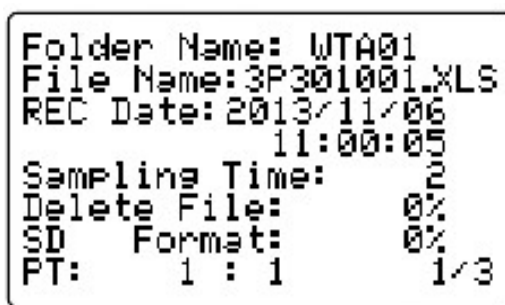 Folder Name: WTA01
File Name:3P301001.XLS
REC Date:2013/11/06
11:00:05
Sampling Time: 2
Delete File: 0%
SD Format: 0%
PT: 1 : 1 1/3